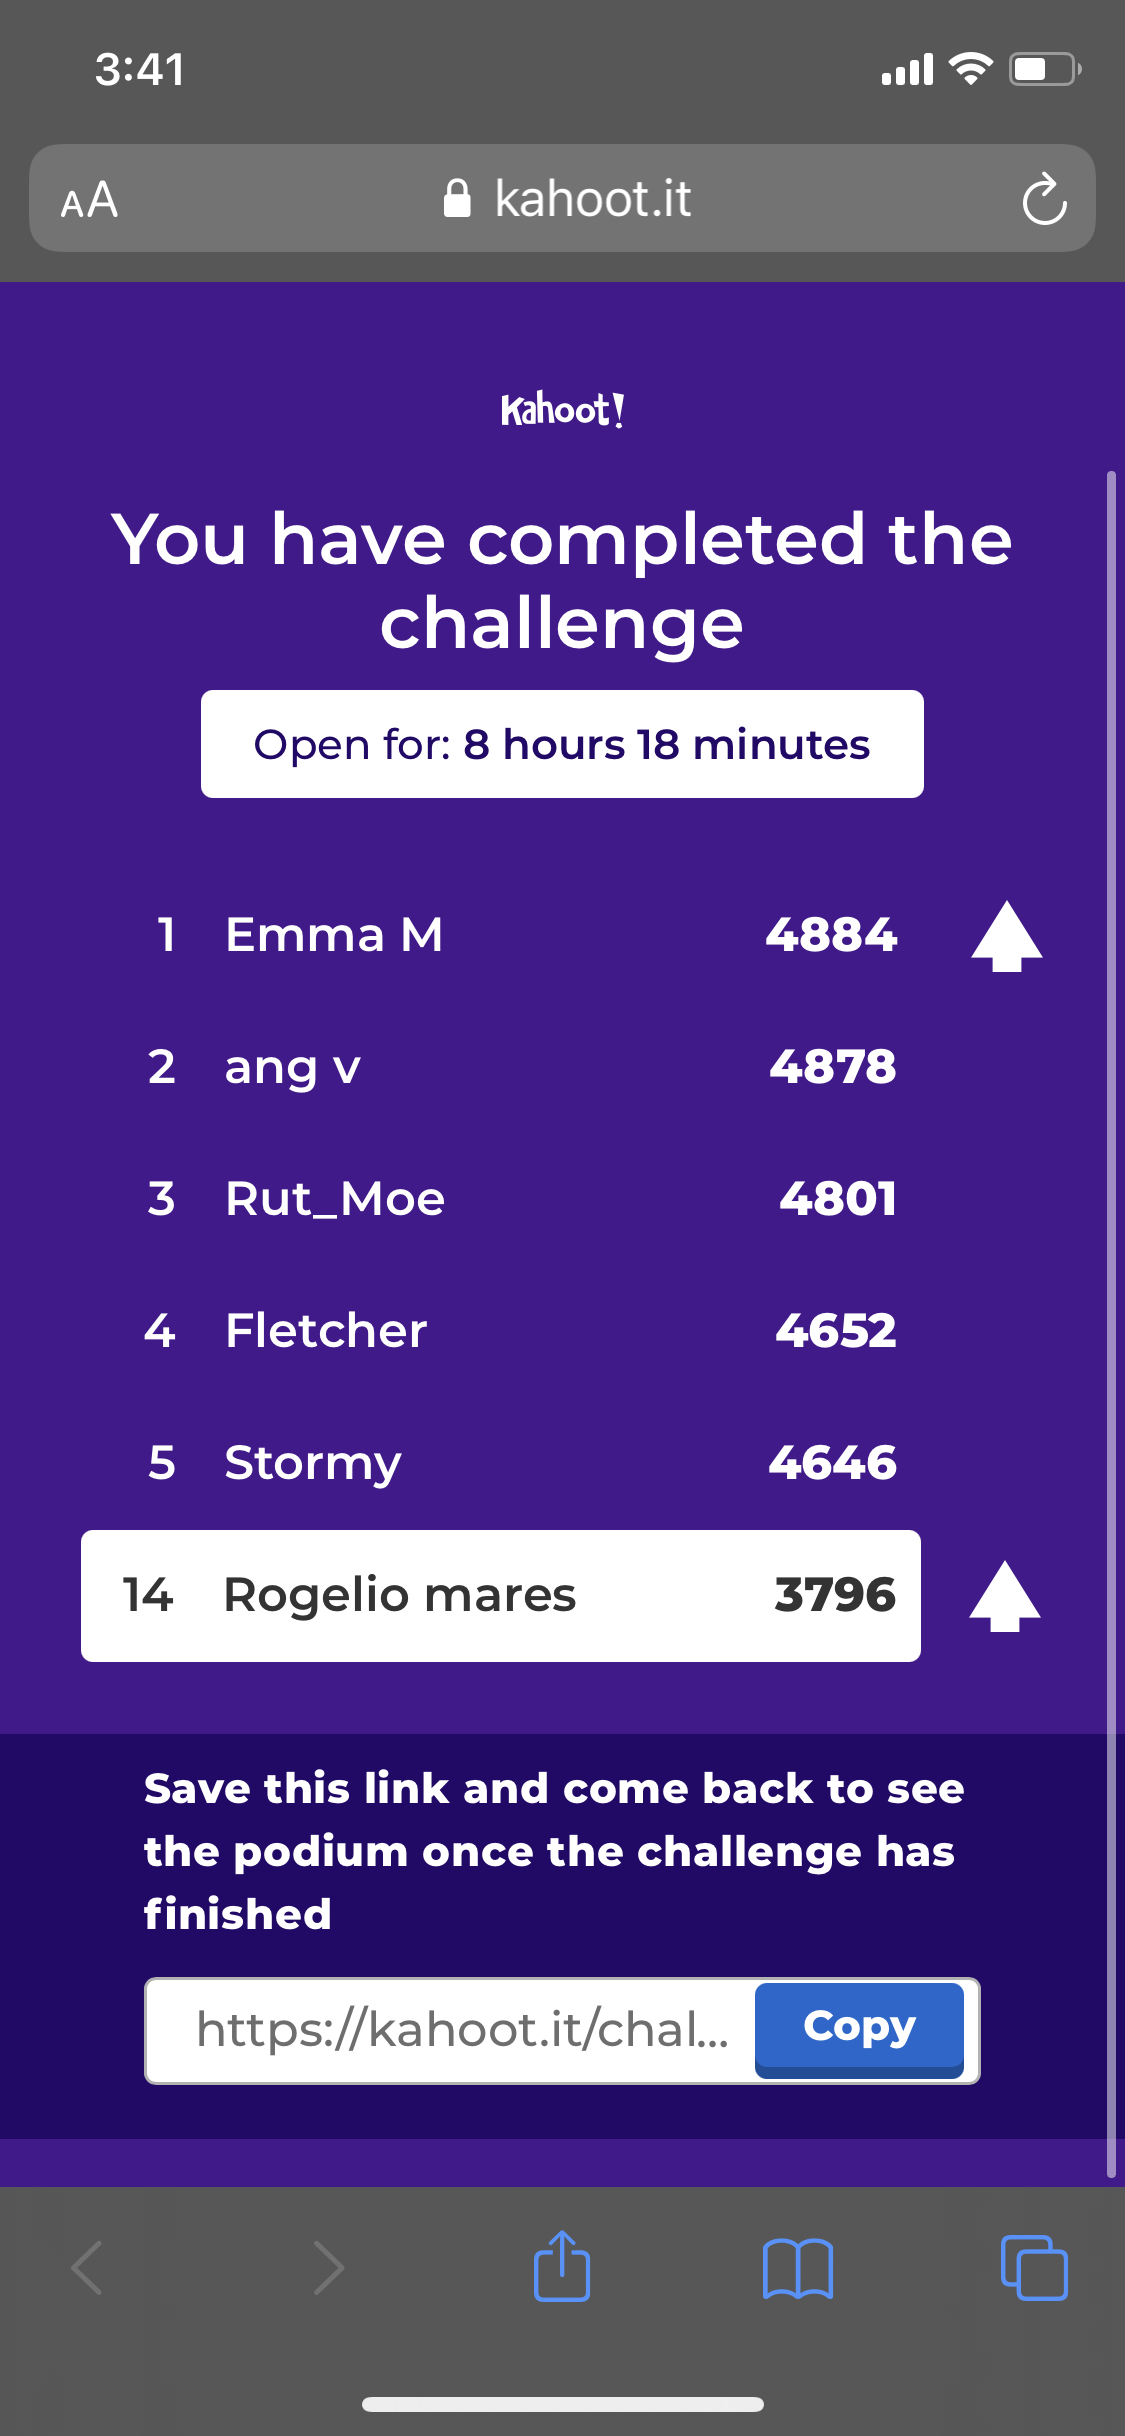 3:41
AA kahoot.it
Kahoot!
You have completed the
challenge
Open for: 8 hours 18 minutes
1 Emma M 4884
2 ang v 4878
3 Rut_Moe 4801
4 Fletcher 4652
5 Stormy 4646
14 Rogelio mares 3796
Save this link and come back to see
the podium once the challenge has
finished
https://kahoot.it/chal... Copy